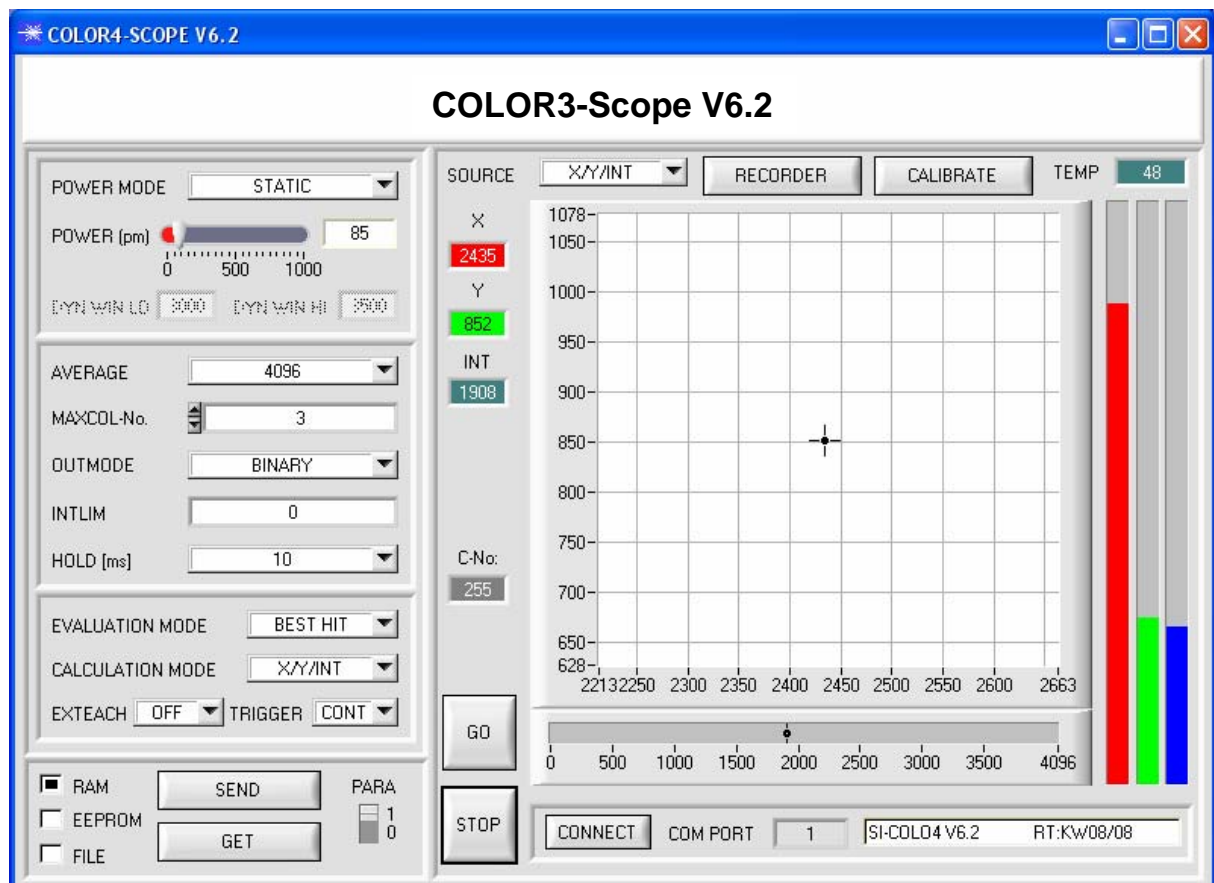 COLOR4-SCOPE V6.2
COLOR3-Scope V6.2
POWER MODE STATIC
POWER (pm) 85
0 500 1000
DYN WIN LO 3000 DYN WIN HI 3500
AVERAGE 4096
MAXCOL-No. 3
OUTMODE BINARY
INTLIM 0
HOLD [ms] 10
EVALUATION MODE BEST HIT
CALCULATION MODE X/Y/INT
EXTEACH OFF TRIGGER CONT
RAM
EEPROM
FILE
SEND
GET
PARA
1
0
SOURCE X/Y/INT RECORDER CALIBRATE TEMP 48
X
2435
Y
852
INT
1908
C-No:
255
GO
STOP
1078
1050
1000
950
900
850
800
750
700
650
628
2213 2250 2300 2350 2400 2450 2500 2550 2600 2663
0 500 1000 1500 2000 2500 3000 3500 4096
CONNECT COM PORT 1 SI-COLO4 V6.2 RT:KW08/08